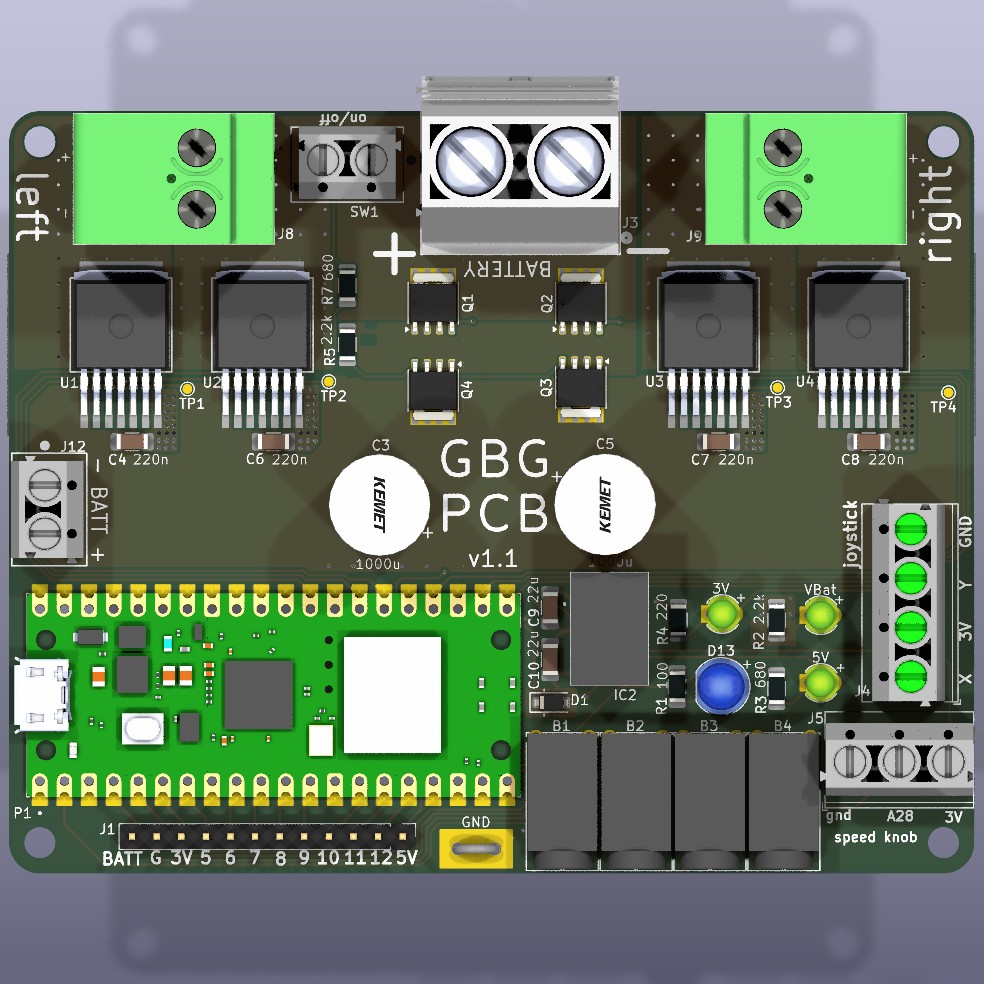 on/off
SW1
left
+
-
J8
J3
J9
+
-
right
+
BATTERY
-
R7 680
R5 2.2k
Q1
Q2
Q4
Q3
U1
U2
U3
U4
TP1
TP2
TP3
TP4
C4 220n
C6 220n
C7 220n
C8 220n
J12
-
BATT
+
C3
KEMET
+
1000u
GBG
PCB
v1.1
C5
KEMET
+
joystick
GND
Y
3V
X
J4
C9 22u
C10 22u
IC2
D1
R4 220
3V
+
R2 2.2k
VBat
+
R1 100
D13
+
R3 680
5V
+
J5
B1
B2
B3
B4
gnd
A28
3V
speed knob
P1
J1
BATT G 3V 5 6 7 8 9 10 11 12 5V
GND